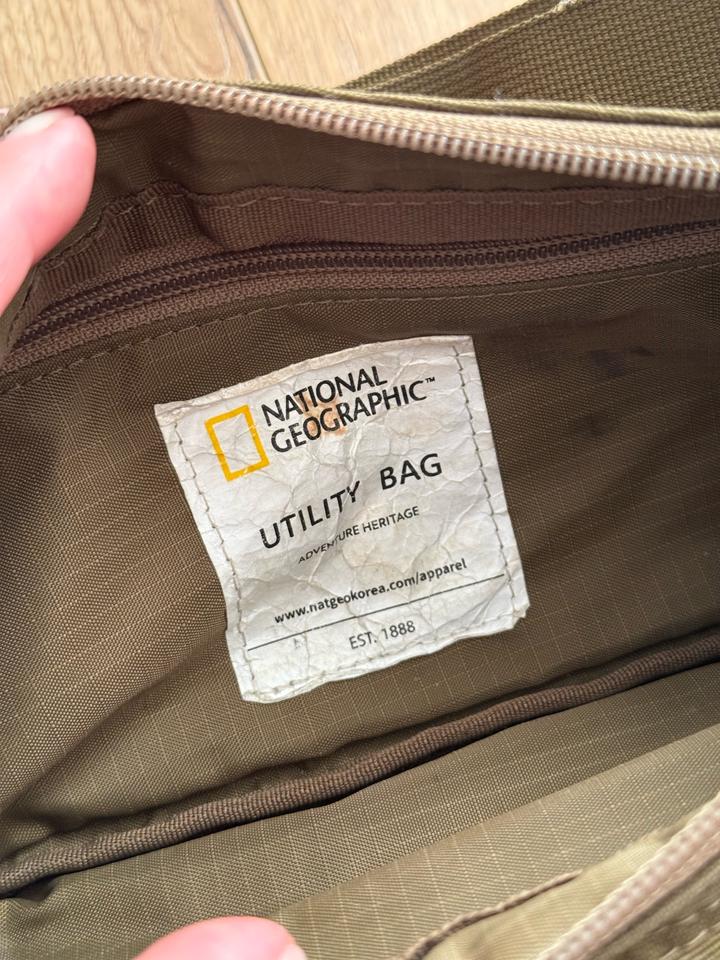 NATIONAL
GEOGRAPHIC™
UTILITY BAG
ADVENTURE HERITAGE
www.natgeokorea.com/apparel
EST. 1888